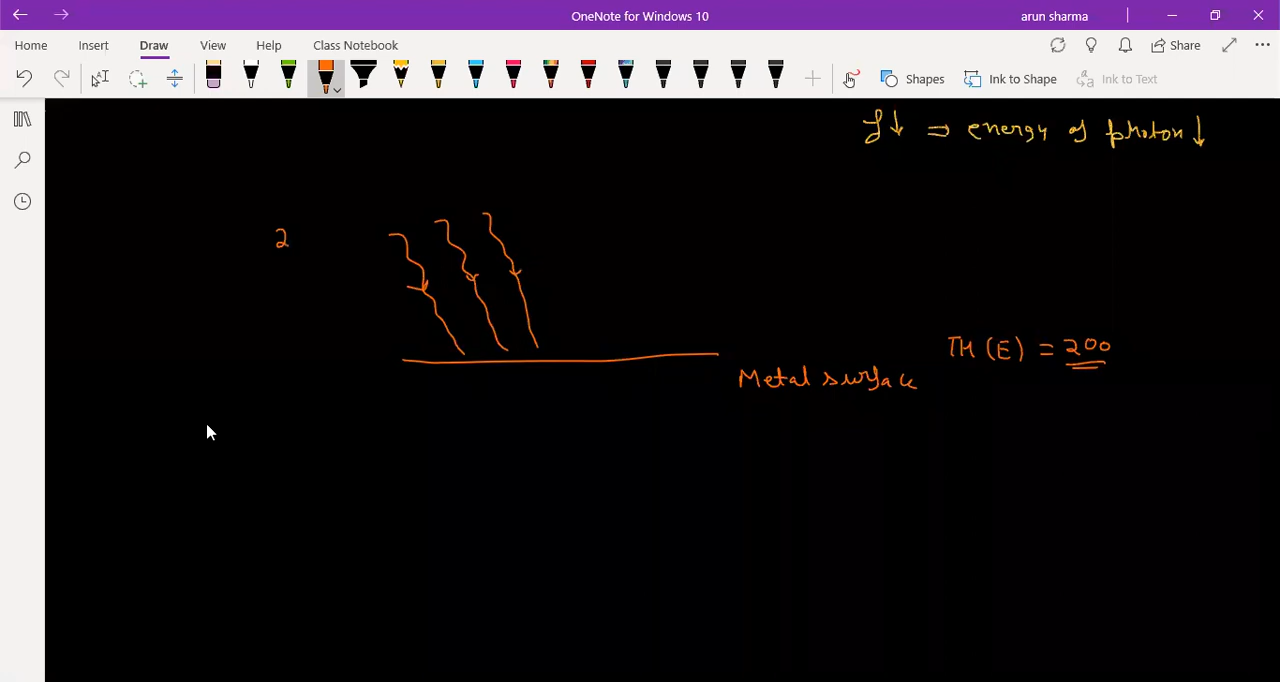 OneNote for Windows 10
arun sharma
Home Insert Draw View Help Class Notebook
Share
Shapes Ink to Shape Ink to Text
f↓ ⇒ energy of photon↓
2
TH (E) = 200
Metal surface